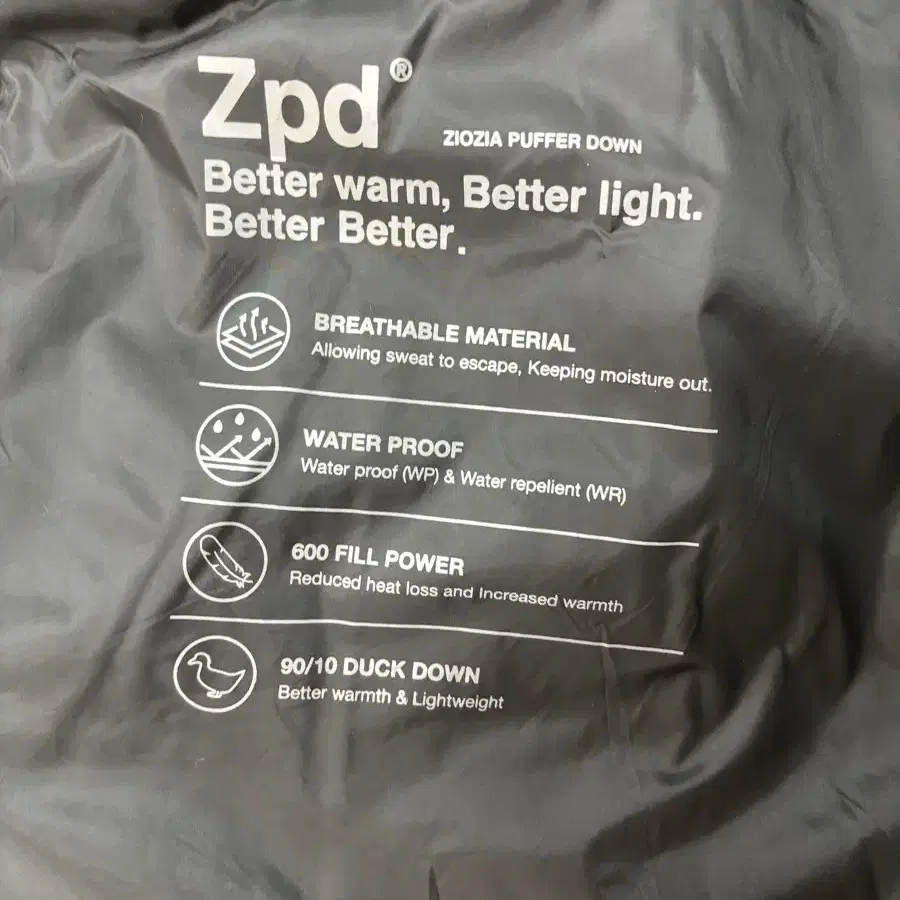 Zpd®
ZIOZIA PUFFER DOWN
Better warm, Better light.
Better Better.
BREATHABLE MATERIAL
Allowing sweat to escape, Keeping moisture out.
WATER PROOF
Water proof (WP) & Water repelient (WR)
600 FILL POWER
Reduced heat loss and Increased warmth
90/10 DUCK DOWN
Better warmth & Lightweight